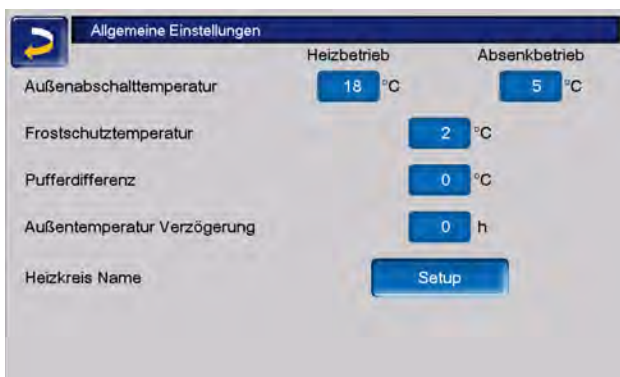 Allgemeine Einstellungen
Heizbetrieb Absenkbetrieb
Außenabschalttemperatur 18 °C 5 °C
Frostschutztemperatur 2 °C
Pufferdifferenz 0 °C
Außentemperatur Verzögerung 0 h
Heizkreis Name Setup